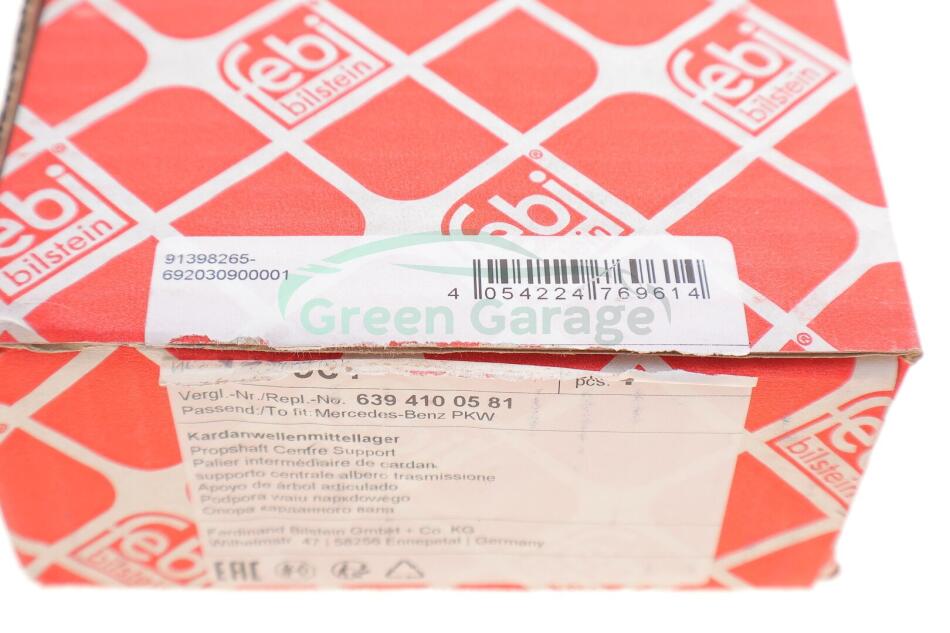 febi
bilstein
febi
bilstein
febi
bilstein
febi
91398265-
692030900001
4 054224 769614
Green Garage
pcs.
Vergl.-Nr./Repl.-No. 639 410 05 81
Passend:/To fit: Mercedes-Benz PKW
Kardanwellenmittellager
Propshaft Centre Support
Palier intermédiaire de cardan
supporto centrale albero trasmissione
Apoyo de árbol articulado
Podpora wału napędowego
Опора карданного вала
Ferdinand Bilstein GmbH + Co. KG
Wilhelmstr. 47 | 58256 Ennepetal | Germany
EAC
febi
bilstein
febi
bilstein